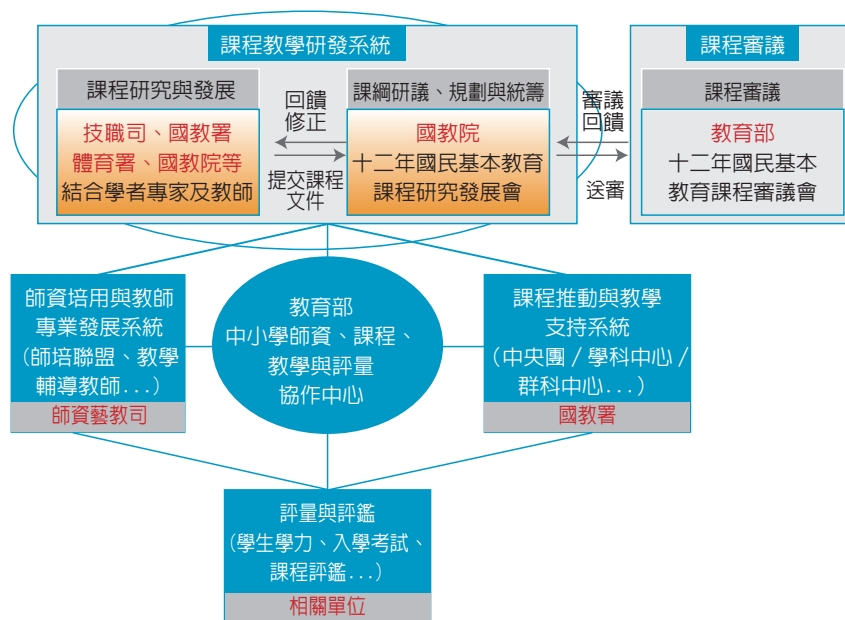 課程教學研發系統
課程研究與發展
技職司、國教署
體育署、國教院等
結合學者專家及教師
回饋
修正
提交課程
文件
課綱研議、規劃與統籌
國教院
十二年國民基本教育
課程研究發展會
審議
回饋
送審
課程審議
課程審議
教育部
十二年國民基本
教育課程審議會
師資培用與教師
專業發展系統
(師培聯盟、教學
輔導教師...)
師資藝教司
教育部
中小學師資、課程、
教學與評量
協作中心
課程推動與教學
支持系統
(中央團/學科中心/
群科中心...)
國教署
評量與評鑑
(學生學力、入學考試、
課程評鑑...)
相關單位